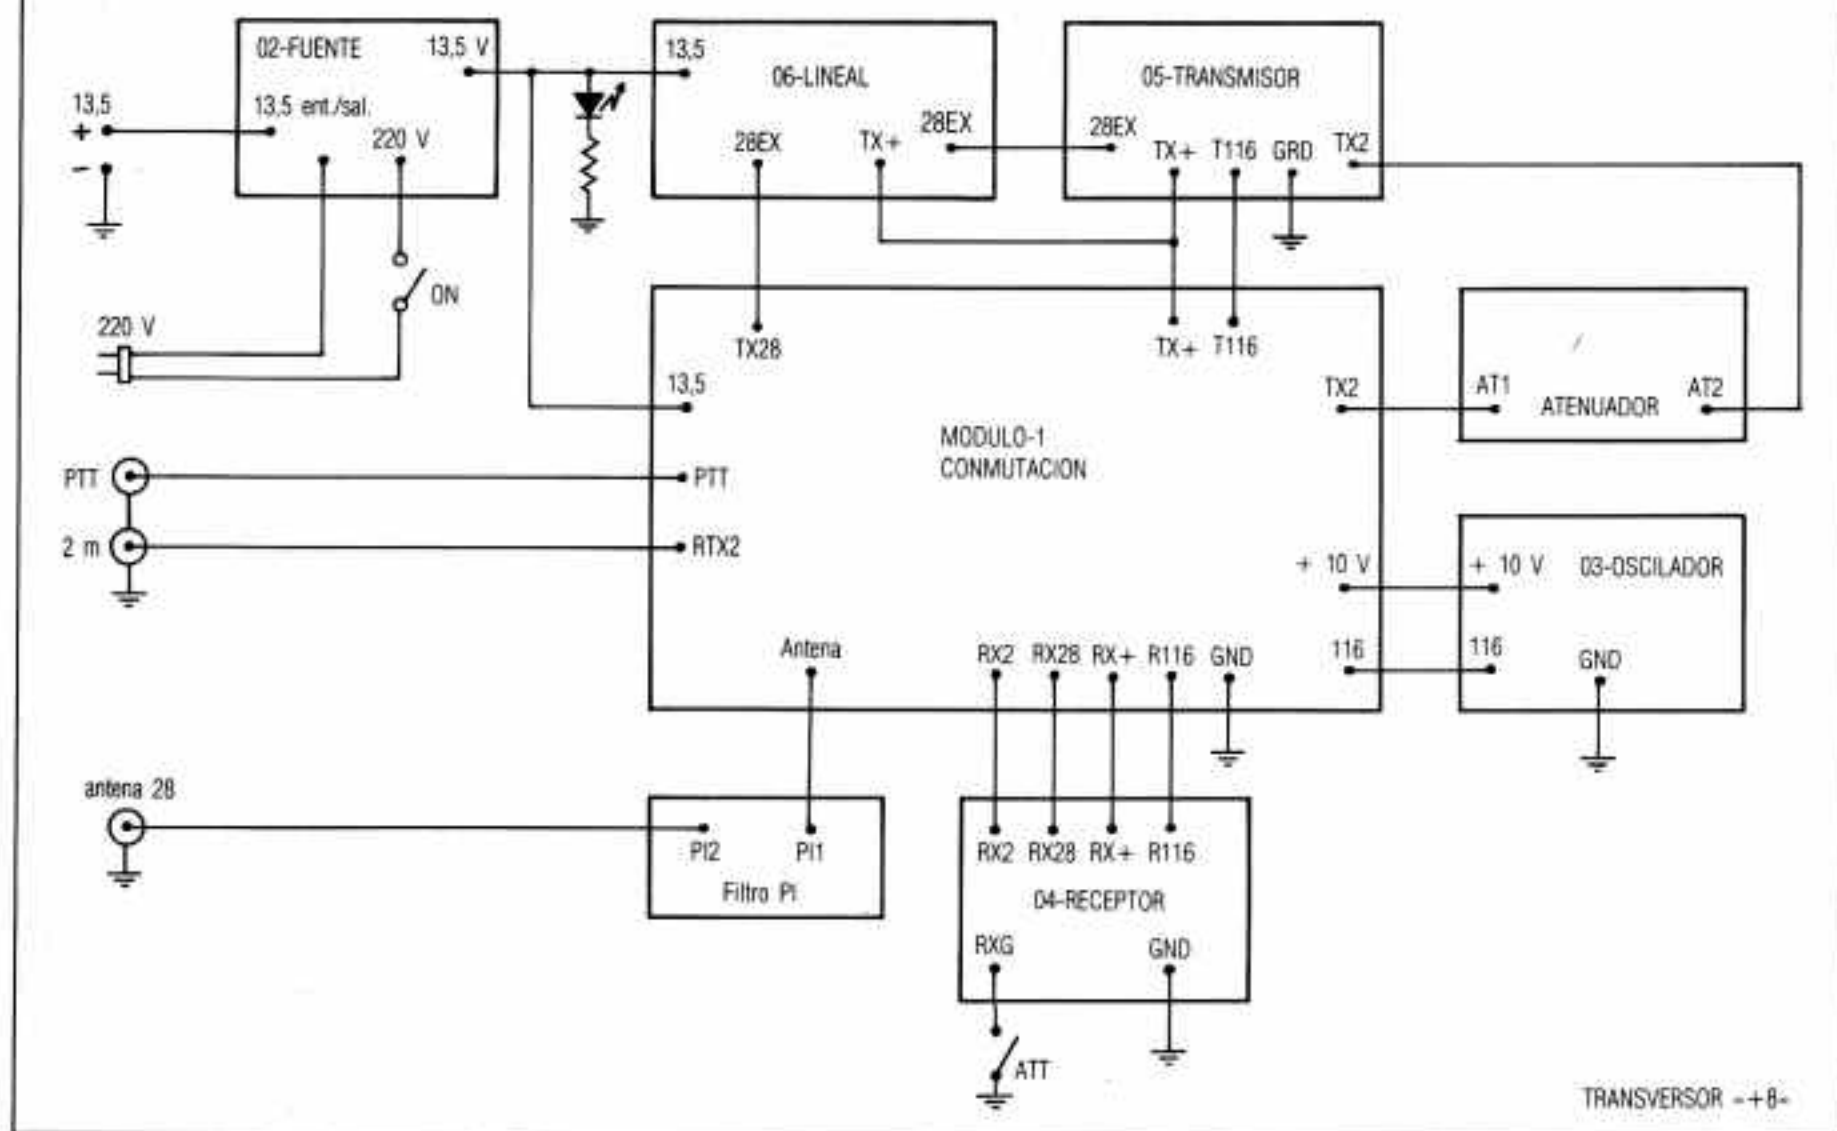 02-FUENTE
13,5 V
13,5 ent./sal.
220 V
13,5
+
-
220 V
ON
13,5
06-LINEAL
28EX
TX+
28EX
05-TRANSMISOR
28EX
TX+ T116 GRD TX2
TX28
TX+ T116
13,5
MODULO-1
CONMUTACION
TX2
AT1
ATENUADOR
AT2
PTT
PTT
2 m
RTX2
+ 10 V
+ 10 V
03-OSCILADOR
116
116
GND
Antena
RX2 RX28 RX+ R116 GND
antena 28
PI2
PI1
Filtro PI
RX2 RX28 RX+ R116
04-RECEPTOR
RXG
GND
ATT
TRANSVERSOR -+8-